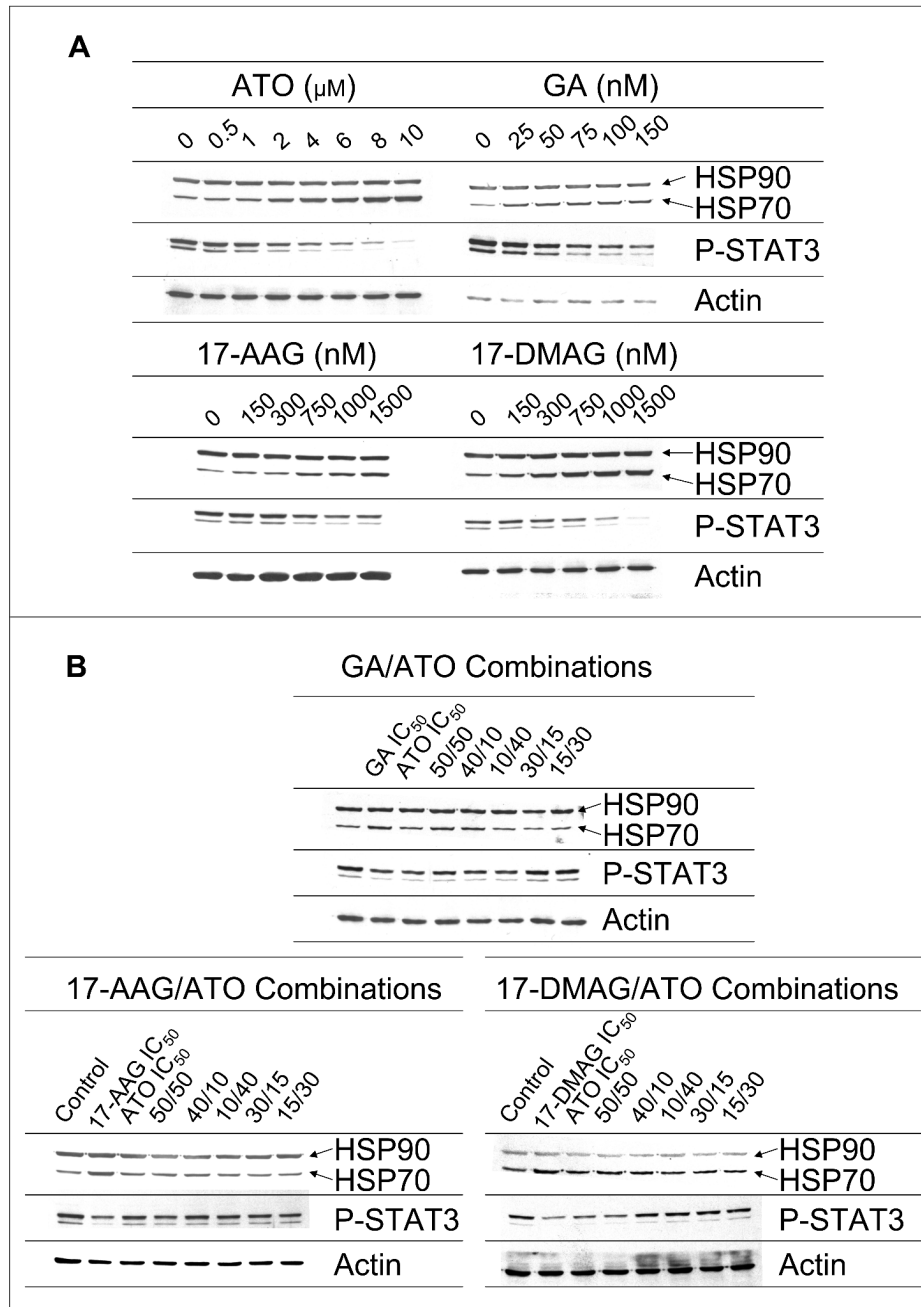 A
ATO (µM) GA (nM)
0 0.5 1 2 4 6 8 10 0 25 50 75 100 150
HSP90
HSP70
P-STAT3
Actin
17-AAG (nM) 17-DMAG (nM)
0 150 300 750 1000 1500 0 150 300 750 1000 1500
HSP90
HSP70
P-STAT3
Actin
B
GA/ATO Combinations
GA IC50 ATO IC50 50/50 40/10 10/40 30/15 15/30
HSP90
HSP70
P-STAT3
Actin
17-AAG/ATO Combinations
Control 17-AAG IC50 ATO IC50 50/50 40/10 10/40 30/15 15/30
HSP90
HSP70
P-STAT3
Actin
17-DMAG/ATO Combinations
Control 17-DMAG IC50 ATO IC50 50/50 40/10 10/40 30/15 15/30
HSP90
HSP70
P-STAT3
Actin